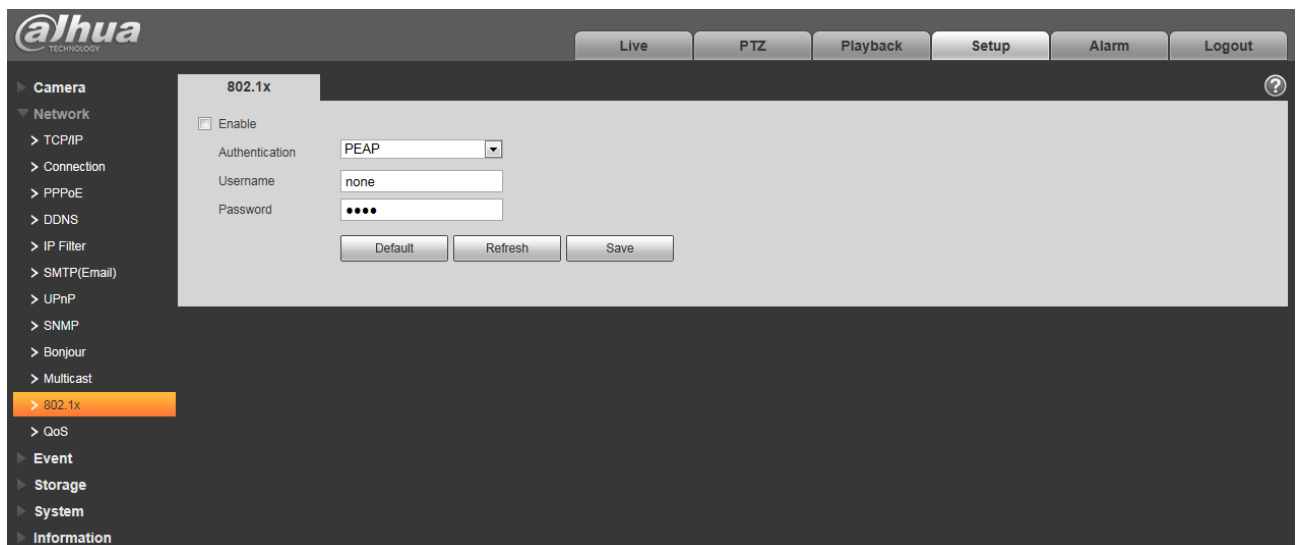 alhua
TECHNOLOGY
Live PTZ Playback Setup Alarm Logout
Camera
Network
> TCP/IP
> Connection
> PPPoE
> DDNS
> IP Filter
> SMTP(Email)
> UPnP
> SNMP
> Bonjour
> Multicast
> 802.1x
> QoS
Event
Storage
System
Information
802.1x
?
Enable
Authentication PEAP
Username none
Password ●●●●
Default Refresh Save